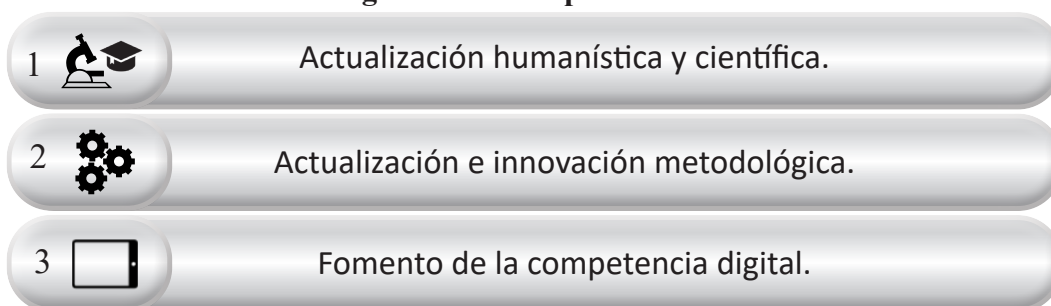 1 Actualización humanística y científica.
2 Actualización e innovación metodológica.
3 Fomento de la competencia digital.